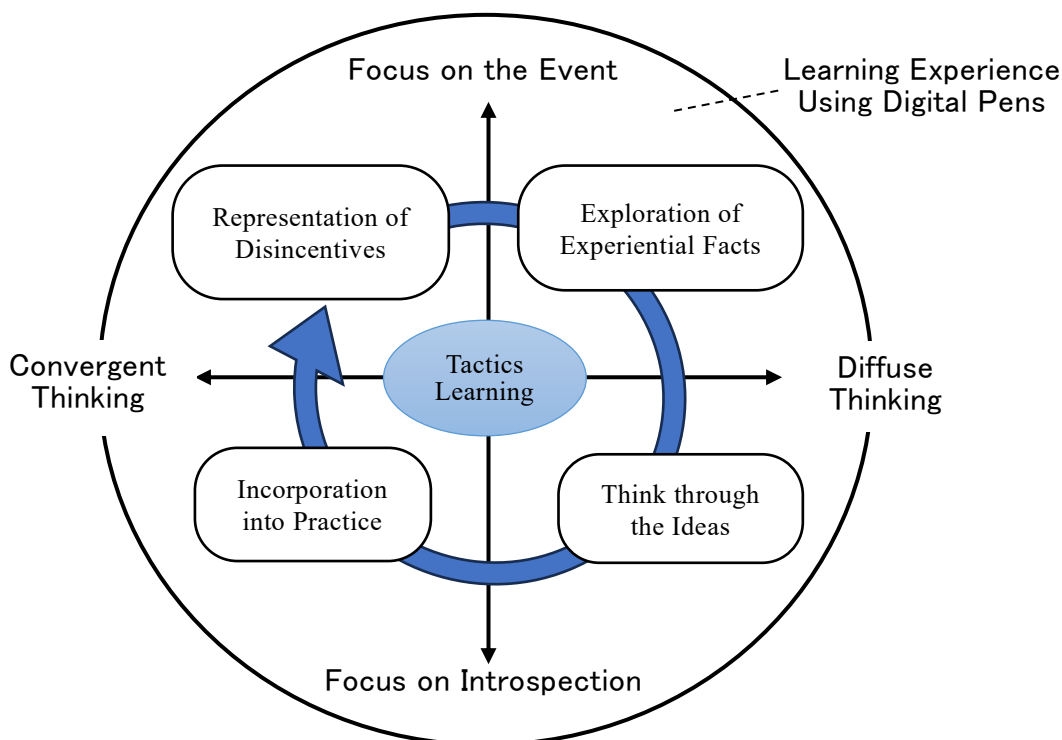 Focus on the Event
Learning Experience
Using Digital Pens
Representation of
Disincentives
Exploration of
Experiential Facts
Convergent
Thinking
Tactics
Learning
Diffuse
Thinking
Incorporation
into Practice
Think through
the Ideas
Focus on Introspection